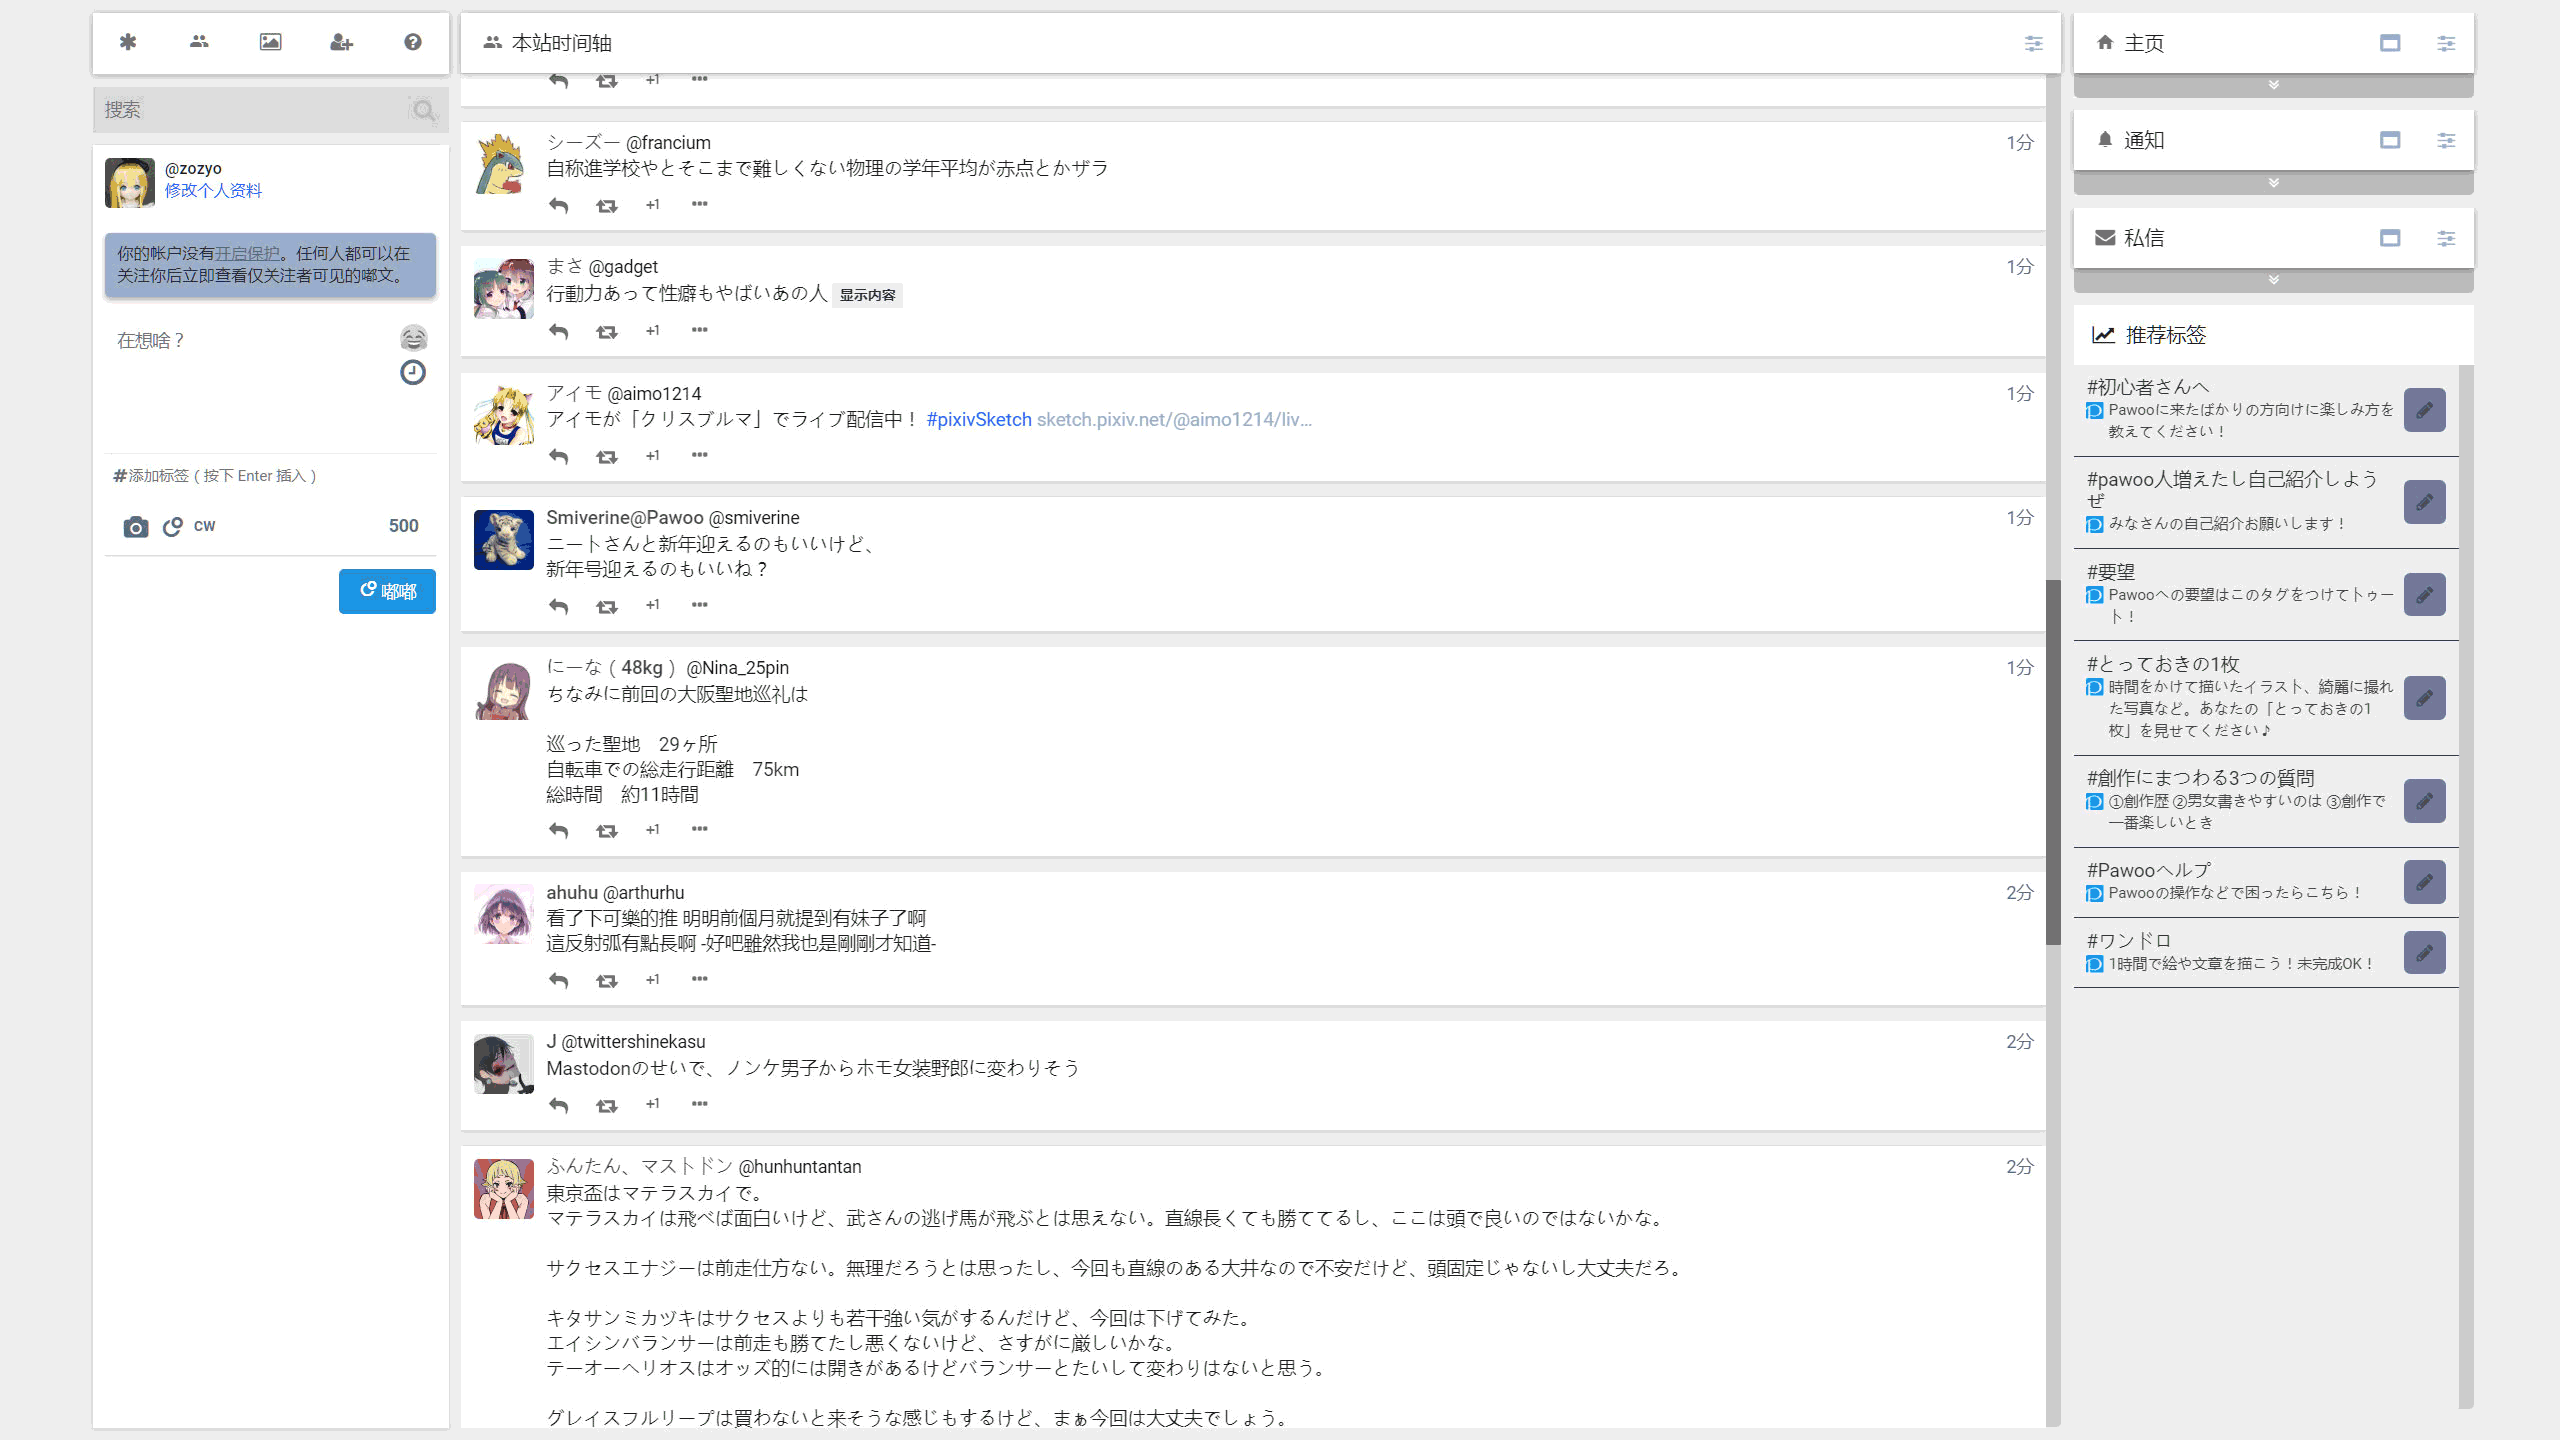 搜索
@zozyo
修改个人资料
你的帐户没有开启保护。任何人都可以在
关注你后立即查看仅关注者可见的嘟文。
在想啥？
#添加标签（按下 Enter 插入）
CW
500
嘟嘟
本站时间轴
+1
シーズー @francium
1分
自称進学校やとそこまで難しくない物理の学年平均が赤点とかザラ
+1
まさ @gadget
1分
行動力あって性癖もやばいあの人 显示内容
+1
アイモ @aimo1214
1分
アイモが「クリスブルマ」でライブ配信中！ #pixivSketch sketch.pixiv.net/@aimo1214/liv…
+1
Smiverine@Pawoo @smiverine
1分
ニートさんと新年迎えるのもいいけど、
新年号迎えるのもいいね？
+1
にーな（48kg） @Nina_25pin
1分
ちなみに前回の大阪聖地巡礼は
巡った聖地　29ヶ所
自転車での総走行距離　75km
総時間　約11時間
+1
ahuhu @arthurhu
2分
看了下可樂的推 明明前個月就提到有妹子了啊
這反射弧有點長啊 -好吧雖然我也是剛剛才知道-
+1
J @twittershinekasu
2分
Mastodonのせいで、ノンケ男子からホモ女装野郎に変わりそう
+1
ふんたん、マストドン @hunhuntantan
2分
東京盃はマテラスカイで。
マテラスカイは飛べば面白いけど、武さんの逃げ馬が飛ぶとは思えない。直線長くても勝ててるし、ここは頭で良いのではないかな。
サクセスエナジーは前走仕方ない。無理だろうとは思ったし、今回も直線のある大井なので不安だけど、頭固定じゃないし大丈夫だろ。
キタサンミカヅキはサクセスよりも若干強い気がするんだけど、今回は下げてみた。
エイシンバランサーは前走も勝てたし悪くないけど、さすがに厳しいかな。
テーオーヘリオスはオッズ的には開きがあるけどバランサーとたいして変わりはないと思う。
グレイスフルリープは買わないと来そうな感じもするけど、まぁ今回は大丈夫でしょう。
主页
通知
私信
推荐标签
#初心者さんへ
Pawooに来たばかりの方向けに楽しみ方を
教えてください！
#pawoo人増えたし自己紹介しよう
ぜ
みなさんの自己紹介お願いします！
#要望
Pawooへの要望はこのタグをつけてトゥー
ト！
#とっておきの1枚
時間をかけて描いたイラスト、綺麗に撮れ
た写真など。あなたの「とっておきの1
枚」を見せてください♪
#創作にまつわる3つの質問
①創作歴 ②男女書きやすいのは ③創作で
一番楽しいとき
#Pawooヘルプ
Pawooの操作などで困ったらこちら！
#ワンドロ
1時間で絵や文章を描こう！未完成OK！